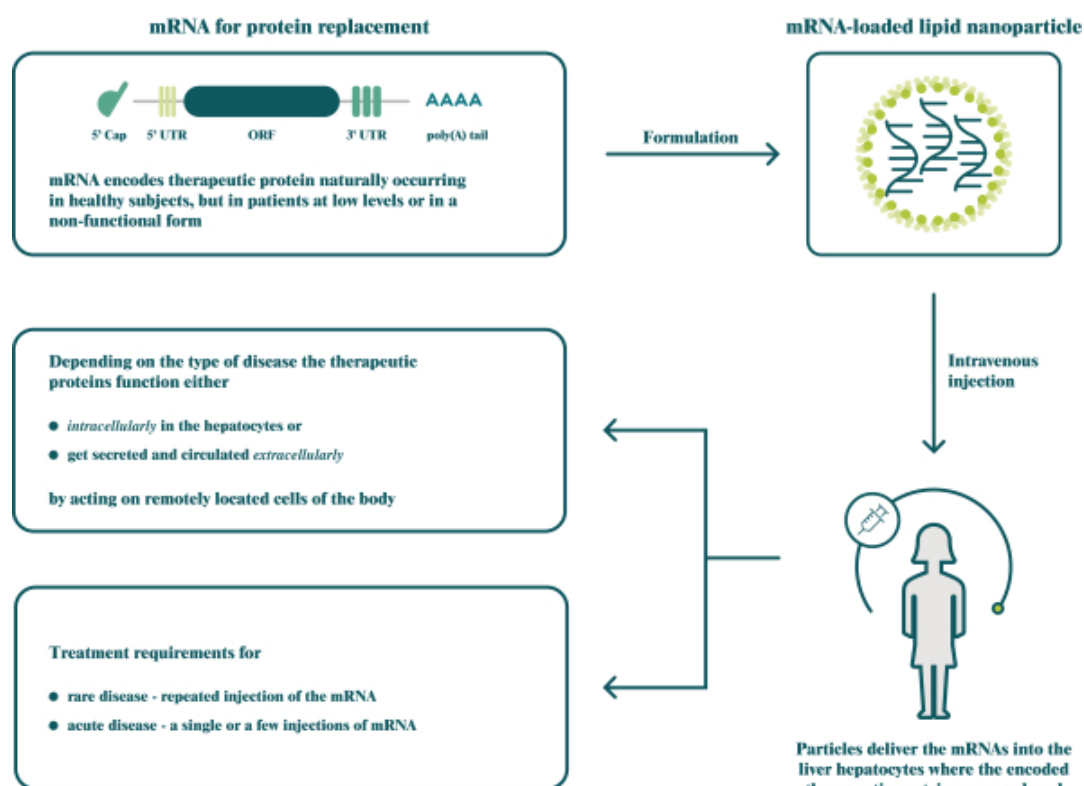 mRNA for protein replacement
5' Cap
5' UTR
ORF
3' UTR
AAAA
poly(A) tail
mRNA encodes therapeutic protein naturally occurring
in healthy subjects, but in patients at low levels or in a
non-functional form
Formulation
mRNA-loaded lipid nanoparticle
Intravenous
injection
Depending on the type of disease the therapeutic
proteins function either
intracellularly in the hepatocytes or
get secreted and circulated extracellularly
by acting on remotely located cells of the body
Treatment requirements for
rare disease - repeated injection of the mRNA
acute disease - a single or a few injections of mRNA
Particles deliver the mRNAs into the
liver hepatocytes where the encoded